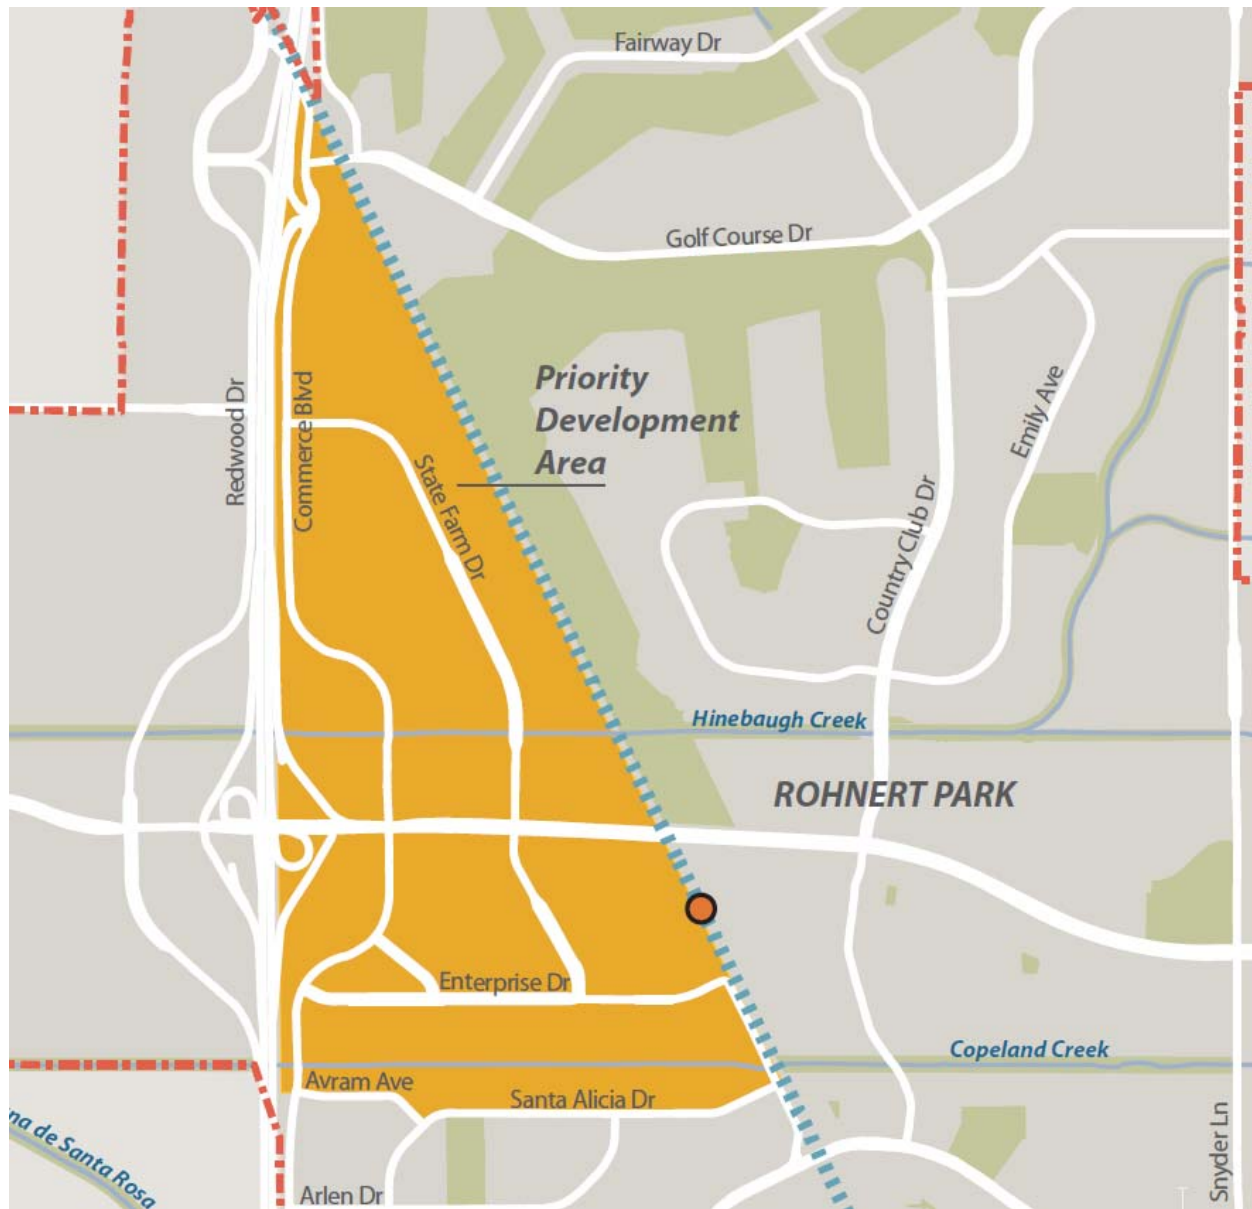 Fairway Dr
Golf Course Dr
Priority
Development
Area
Redwood Dr
Commerce Blvd
State Farm Dr
Emily Ave
Country Club Dr
Hinebaugh Creek
ROHNERT PARK
Enterprise Dr
Copeland Creek
Avram Ave
Santa Alicia Dr
na de Santa Rosa
Snyder Ln
Arlen Dr